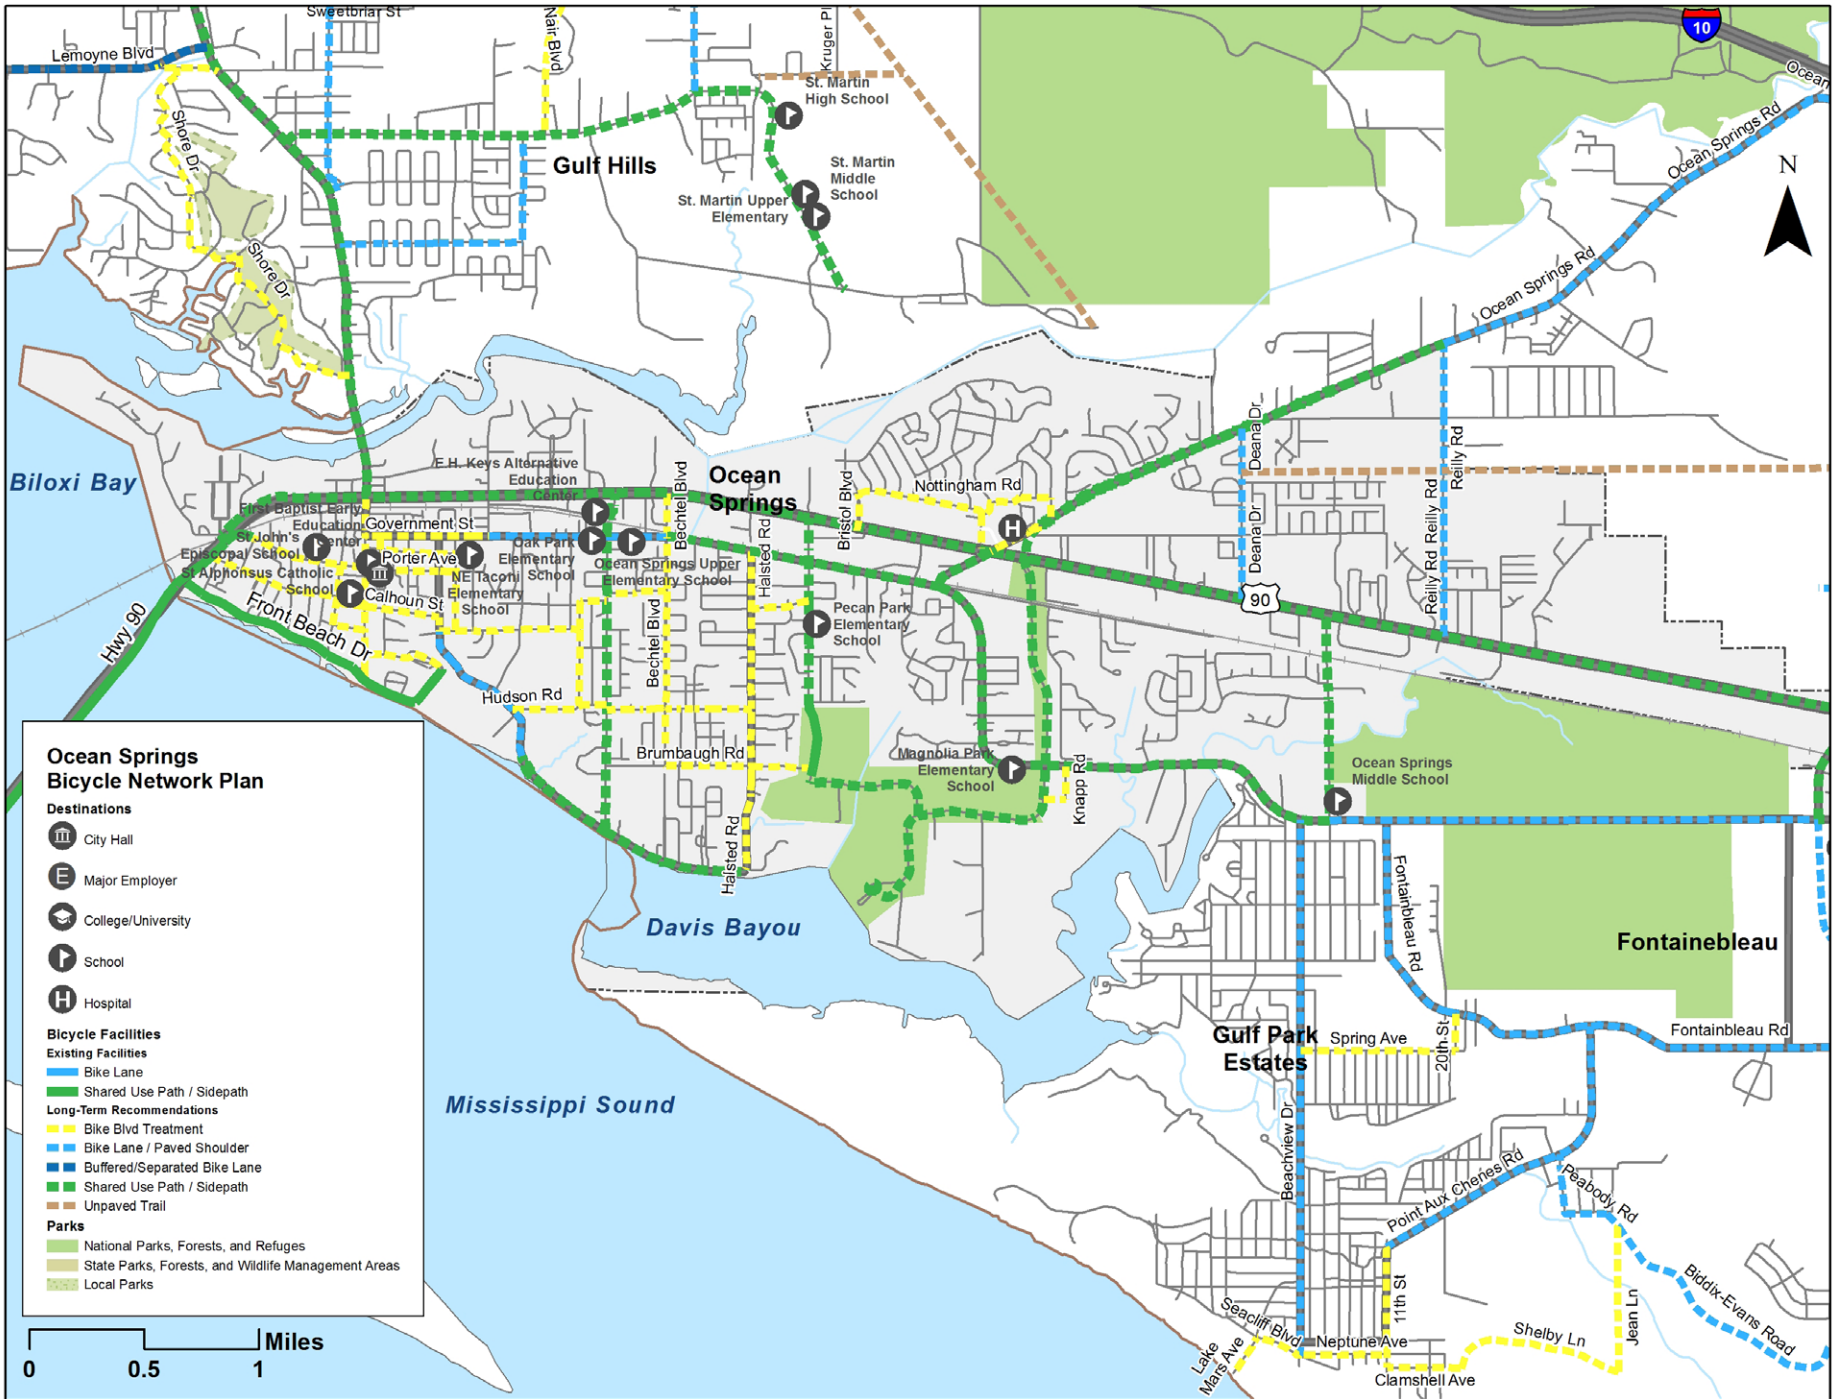 Sweetbriar St
Lemoyne Blvd
Nair Blvd
Kruger Pl
10
Ocean
St. Martin
High School
Ocean Springs Rd
Shore Dr
Gulf Hills
St. Martin
Middle
School
St. Martin Upper
Elementary
N
Shore Dr
Ocean Springs Rd
Biloxi Bay
E.H. Keys Alternative
Education
Center
Bechtel Blvd
Ocean
Springs
Bristol Blvd
Nottingham Rd
H
Deana Dr
Reilly Rd
First Baptist Early
Education
Center
Government St
St John's
Episcopal School
Porter Ave
Oak Park
Elementary
School
Ocean Springs Upper
Elementary School
Halsted Rd
Deana Dr
Reilly Rd Reilly Rd
St Alphonsus Catholic
School
NE Taconi
Elementary
School
Calhoun St
90
Front Beach Dr
Hwy 90
Bechtel Blvd
Pecan Park
Elementary
School
Hudson Rd
Brumbaugh Rd
Magnolia Park
Elementary
School
Knapp Rd
Ocean Springs
Middle School
Halsted Rd
Fontainbleau Rd
Davis Bayou
Fontainebleau
Gulf Park
Estates
Spring Ave
20th St
Fontainbleau Rd
Mississippi Sound
Beachview Dr
Point Aux Chenes Rd
Peabody Rd
Biddix-Evans Road
11th St
Jean Ln
Seacliff Blvd
Neptune Ave
Shelby Ln
Lake
Mars Ave
Clamshell Ave
Ocean Springs
Bicycle Network Plan
Destinations
City Hall
E Major Employer
College/University
School
H Hospital
Bicycle Facilities
Existing Facilities
Bike Lane
Shared Use Path / Sidepath
Long-Term Recommendations
Bike Blvd Treatment
Bike Lane / Paved Shoulder
Buffered/Separated Bike Lane
Shared Use Path / Sidepath
Unpaved Trail
Parks
National Parks, Forests, and Refuges
State Parks, Forests, and Wildlife Management Areas
Local Parks
Miles
0 0.5 1